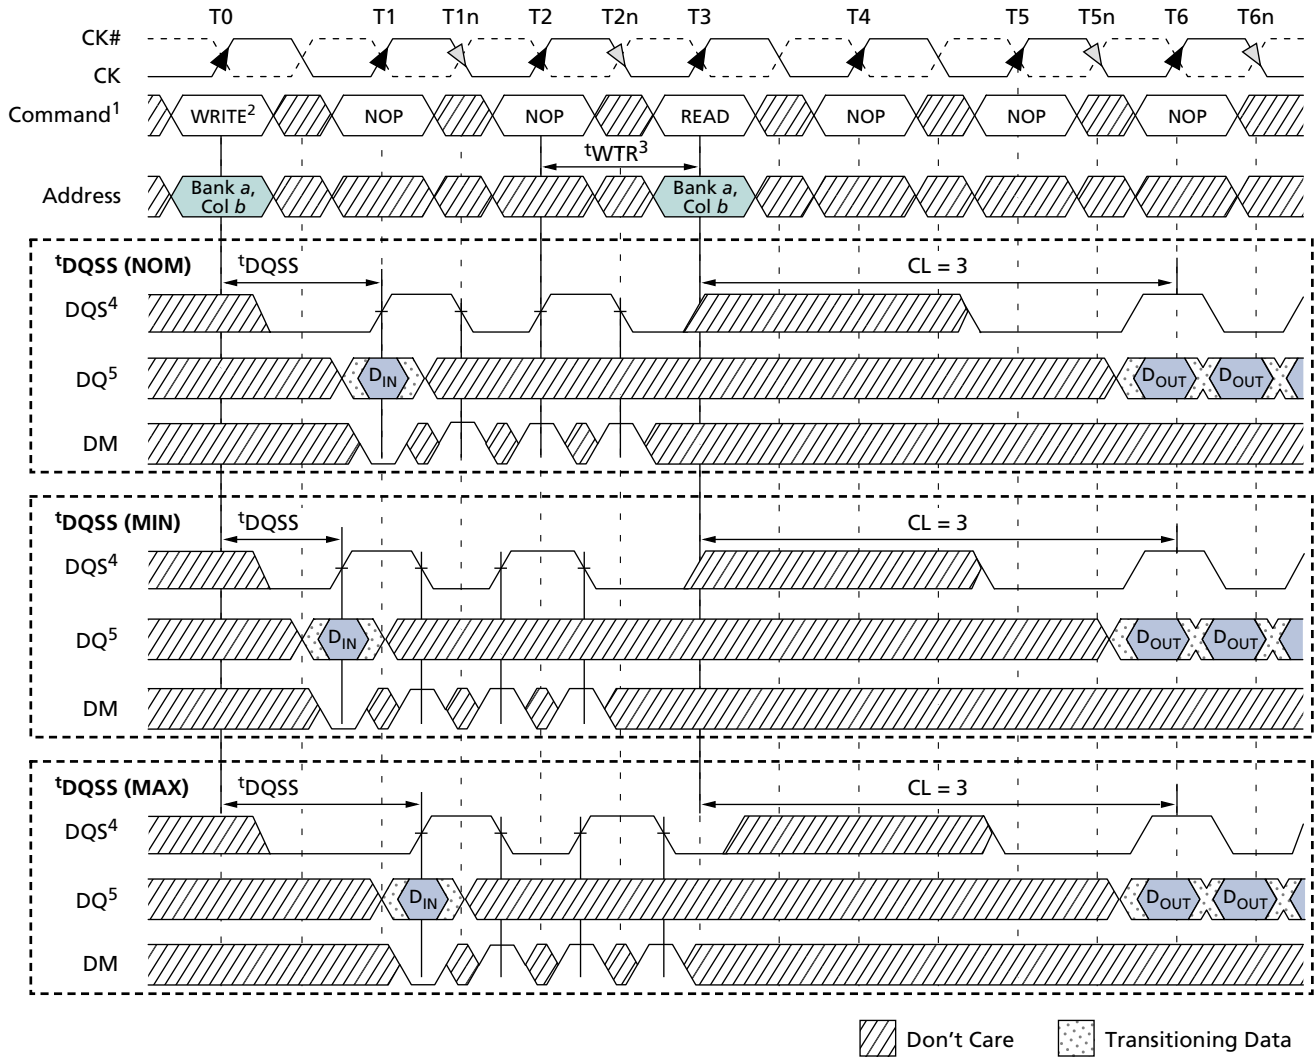 T0 T1 T1n T2 T2n T3 T4 T5 T5n T6 T6n
CK#
CK
Command1 WRITE2 NOP NOP READ NOP NOP NOP
tWTR3
Address Bank a, Col b Bank a, Col b
tDQSS (NOM) tDQSS CL = 3
DQS4
DQ5 DIN DOUT DOUT
DM
tDQSS (MIN) tDQSS CL = 3
DQS4
DQ5 DIN DOUT DOUT
DM
tDQSS (MAX) tDQSS CL = 3
DQS4
DQ5 DIN DOUT DOUT
DM
Don't Care Transitioning Data